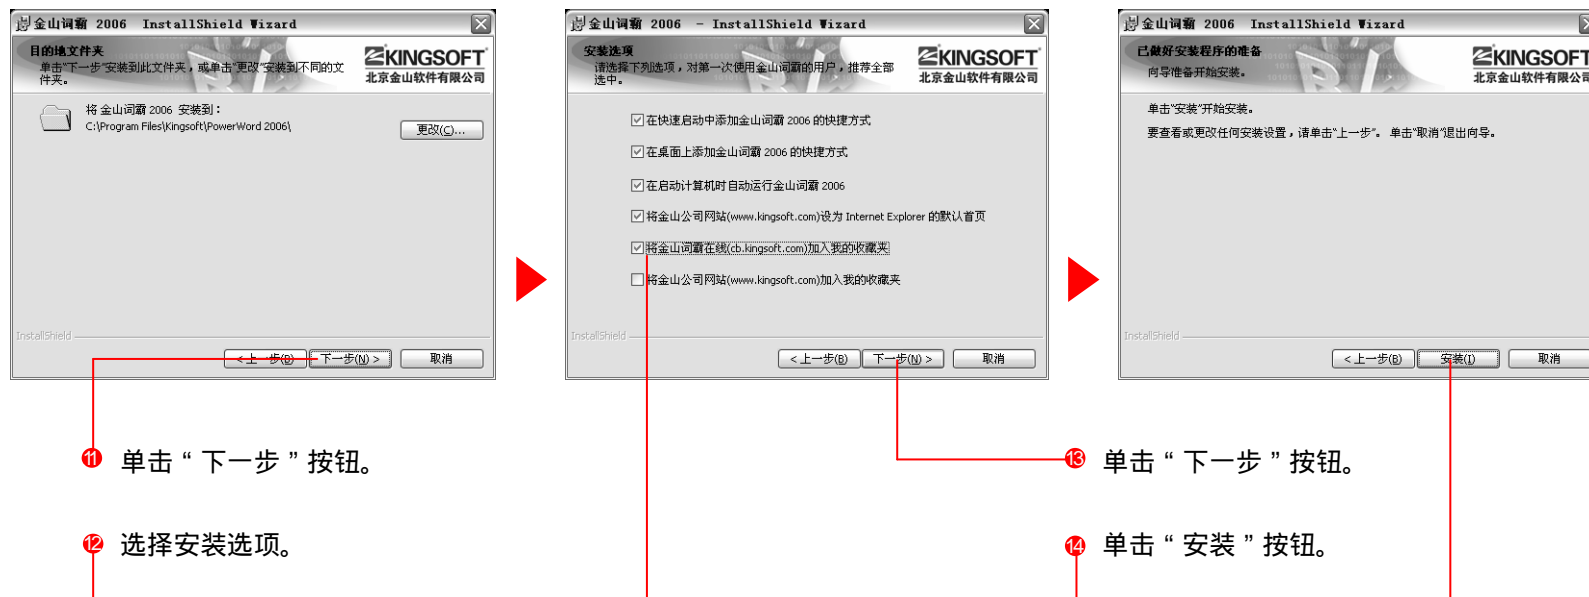 金山词霸 2006 InstallShield Wizard
目的地文件夹
单击“下一步”安装到此文件夹，或单击“更改”安装到不同的文
件夹。
KINGSOFT
北京金山软件有限公司
将 金山词霸 2006 安装到：
C:\Program Files\Kingsoft\PowerWord 2006\
更改(C)...
InstallShield
<上一步(B)
下一步(N) >
取消
金山词霸 2006 - InstallShield Wizard
安装选项
请选择下列选项，对第一次使用金山词霸的用户，推荐全部
选中。
KINGSOFT
北京金山软件有限公司
在快速启动中添加金山词霸 2006 的快捷方式
在桌面上添加金山词霸 2006 的快捷方式
在启动计算机时自动运行金山词霸 2006
将金山公司网站(www.kingsoft.com)设为 Internet Explorer 的默认首页
将金山词霸在线(cb.kingsoft.com)加入我的收藏夹
将金山公司网站(www.kingsoft.com)加入我的收藏夹
InstallShield
<上一步(B)
下一步(N) >
取消
金山词霸 2006 InstallShield Wizard
已做好安装程序的准备
向导准备开始安装。
KINGSOFT
北京金山软件有限公司
单击“安装”开始安装。
要查看或更改任何安装设置，请单击“上一步”。 单击“取消”退出向导。
InstallShield
<上一步(B)
安装(I)
取消
11 单击“下一步”按钮。
13 单击“下一步”按钮。
12 选择安装选项。
14 单击“安装”按钮。